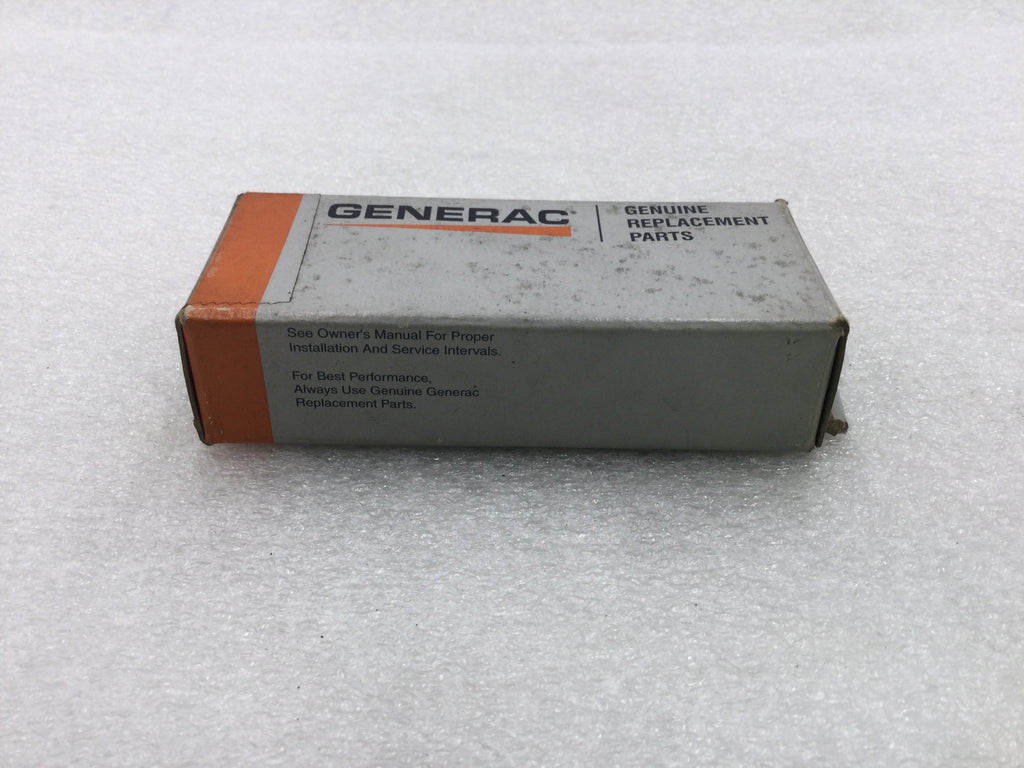 GENERAC
GENUINE
REPLACEMENT
PARTS
See Owner's Manual For Proper
Installation And Service Intervals.
For Best Performance,
Always Use Genuine Generac
Replacement Parts.